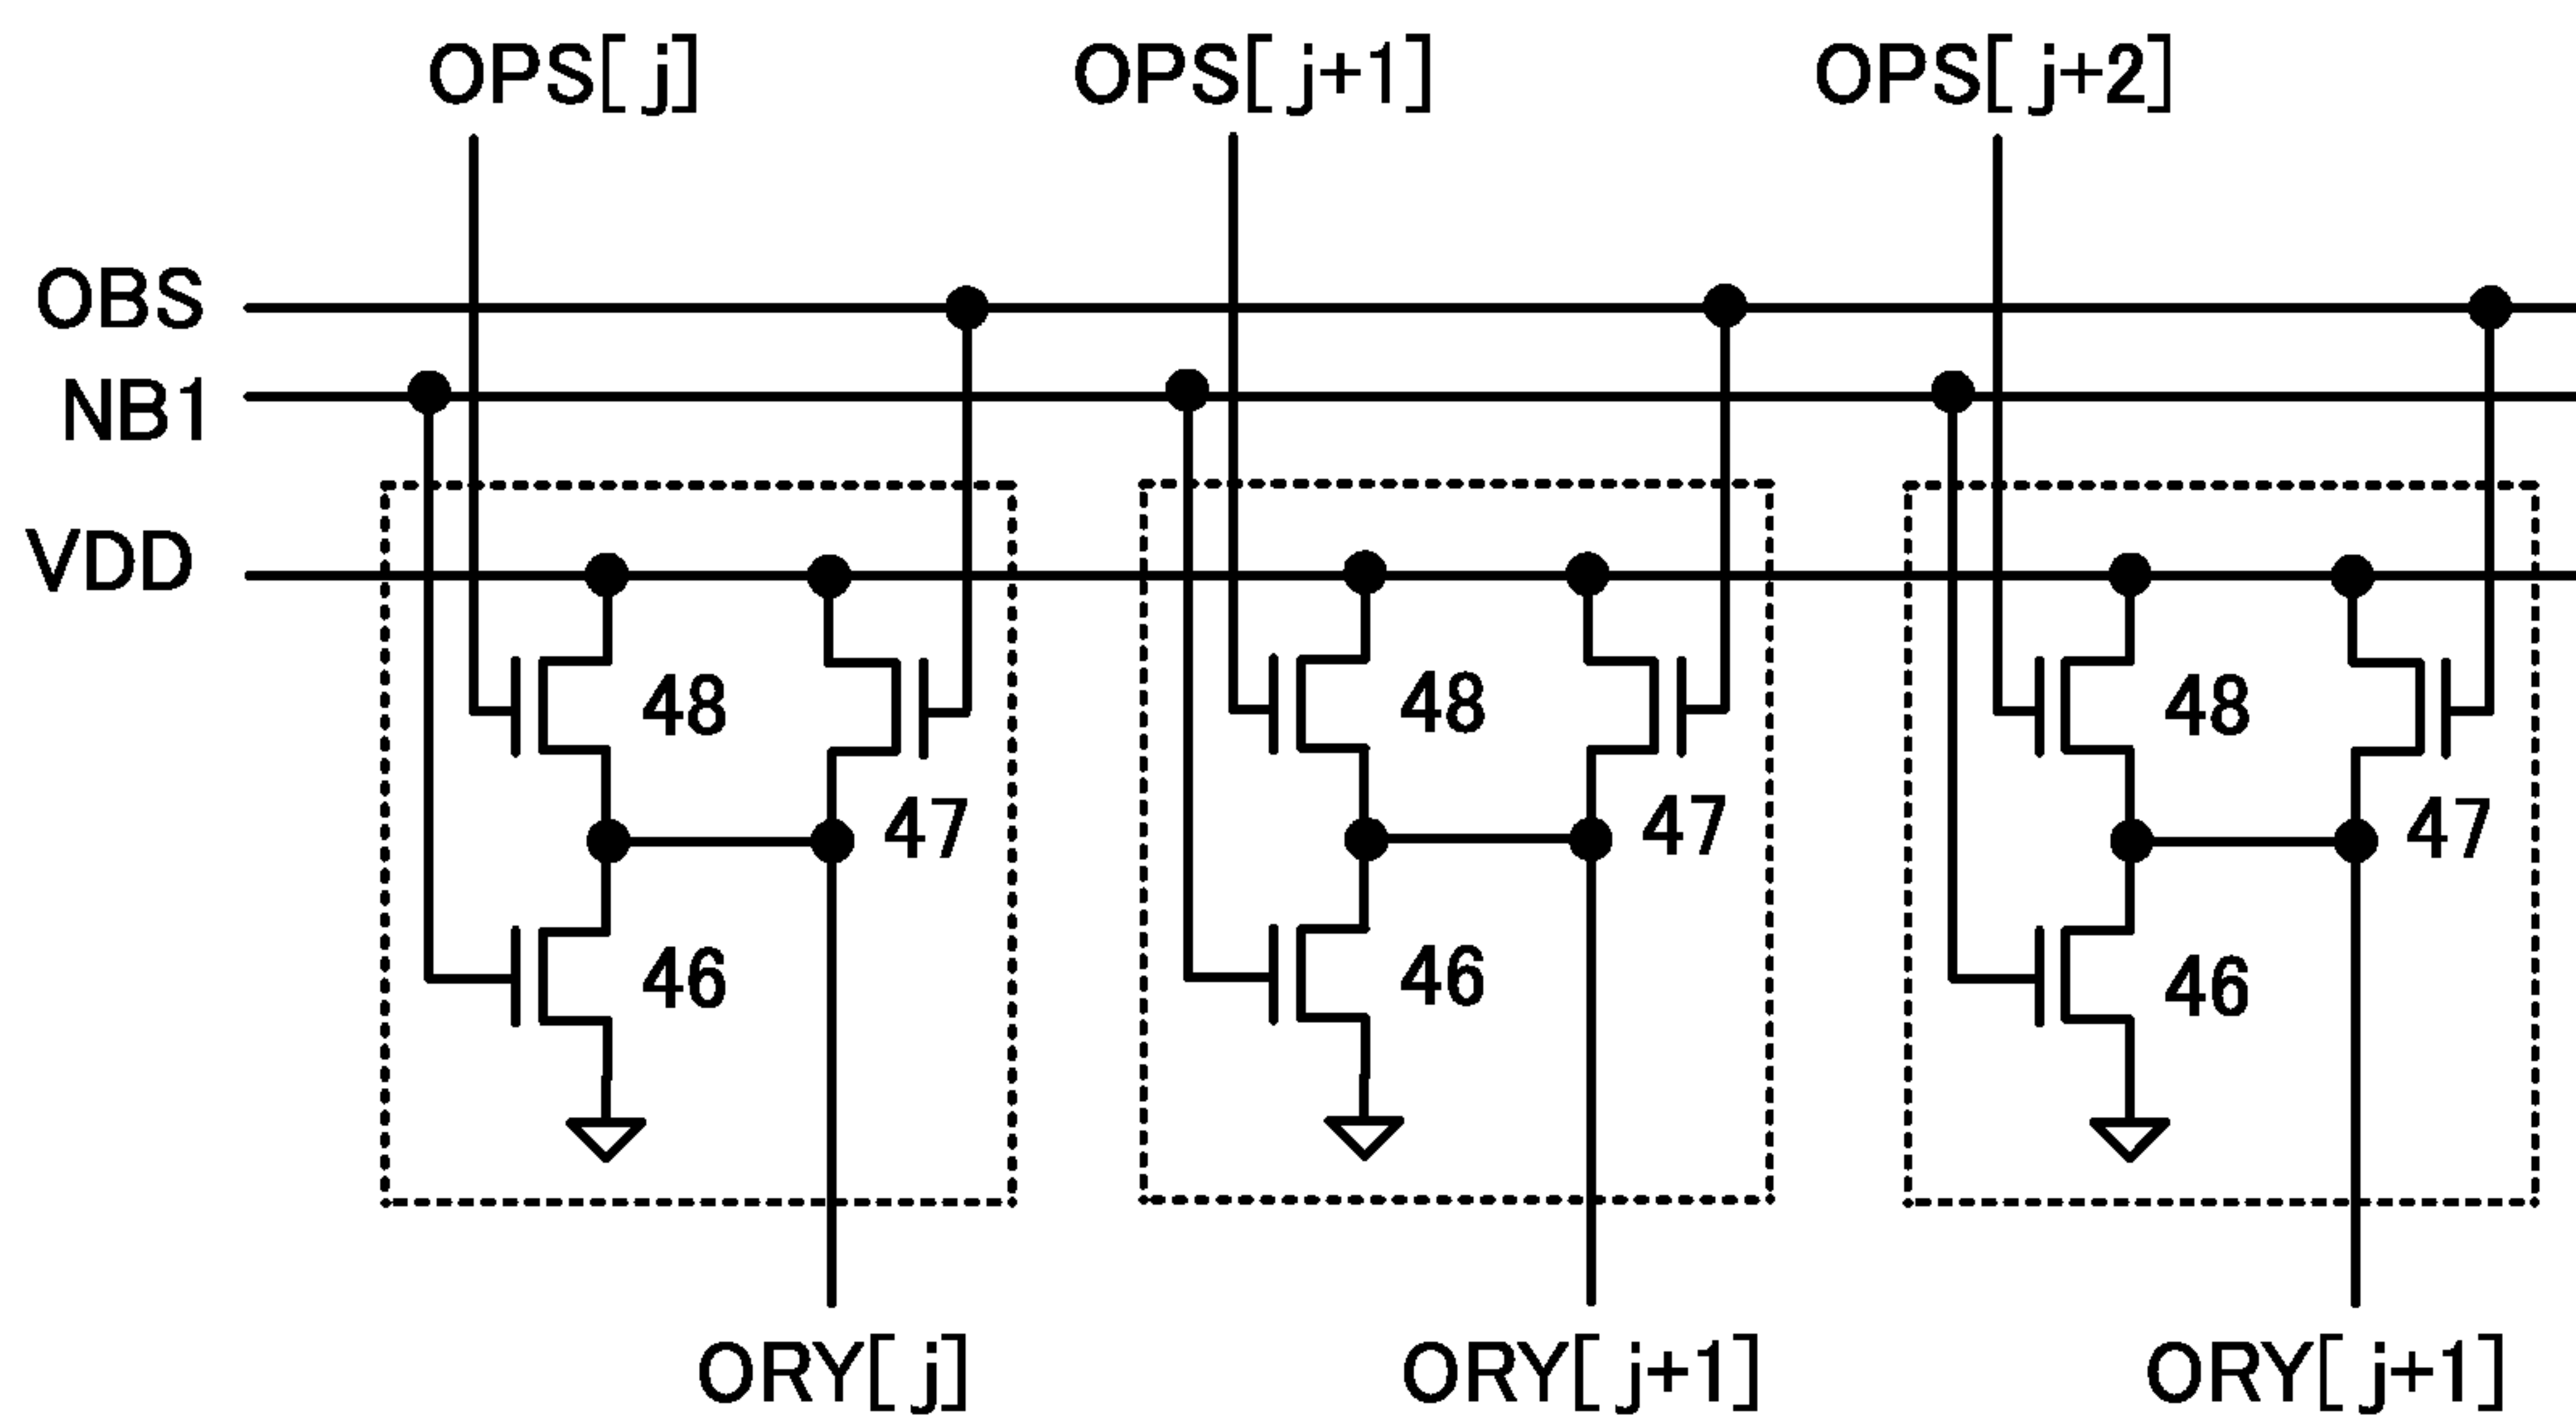 OPS[j] OPS[j+1] OPS[j+2]
OBS
NB1
VDD
48 48 48
47 47 47
46 46 46
ORY[j] ORY[j+1] ORY[j+1]